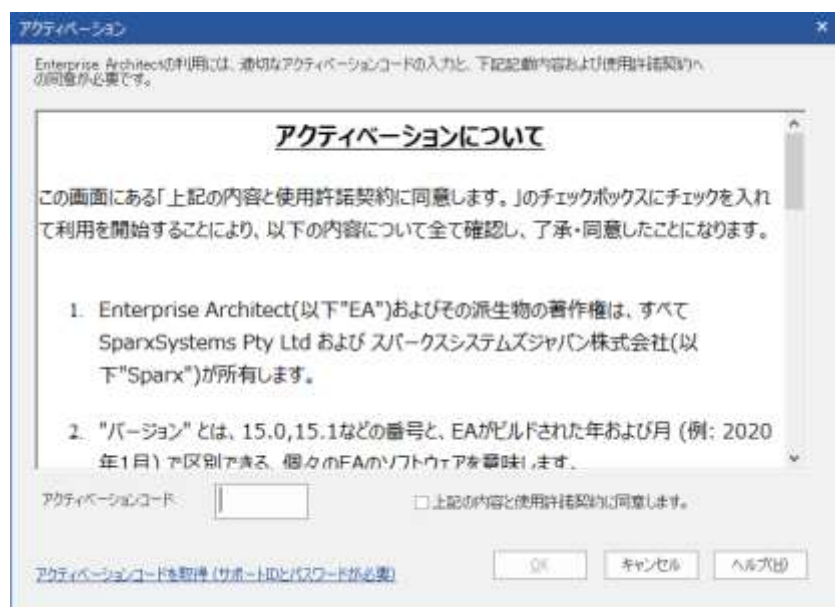 アクティベーション
Enterprise Architectの利用には、適切なアクティベーションコードの入力と、下記記載内容および使用許諾契約へ
の同意が必要です。
アクティベーションについて
この画面にある「上記の内容と使用許諾契約に同意します。」のチェックボックスにチェックを入れ
て利用を開始することにより、以下の内容について全て確認し、了承・同意したことになります。
1. Enterprise Architect(以下"EA")およびその派生物の著作権は、すべて
SparxSystems Pty Ltd および スパークスシステムズジャパン株式会社(以
下"Sparx")が所有します。
2. "バージョン" とは、15.0,15.1などの番号と、EAがビルドされた年および月 (例: 2020
年1月) で区別できる、個々のEAのソフトウェアを意味します。
アクティベーションコード
上記の内容と使用許諾契約に同意します。
アクティベーションコードを取得 (サポートIDとパスワードが必要)
OK
キャンセル
ヘルプ(H)